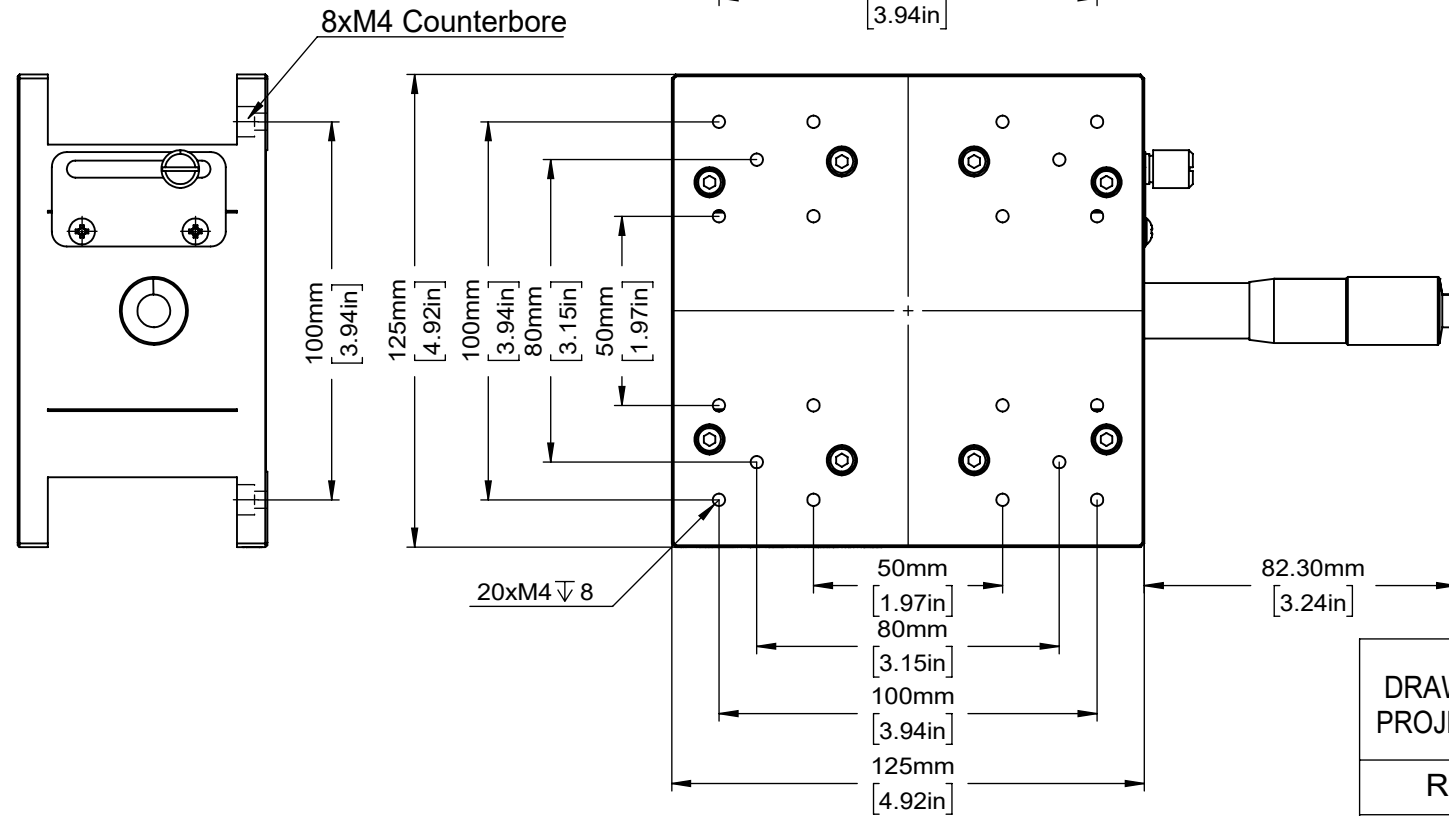 [3.94in]
8xM4 Counterbore
100mm
[3.94in]
125mm
[4.92in]
100mm
[3.94in]
80mm
[3.15in]
50mm
[1.97in]
20xM4↧8
50mm
[1.97in]
80mm
[3.15in]
100mm
[3.94in]
125mm
[4.92in]
82.30mm
[3.24in]